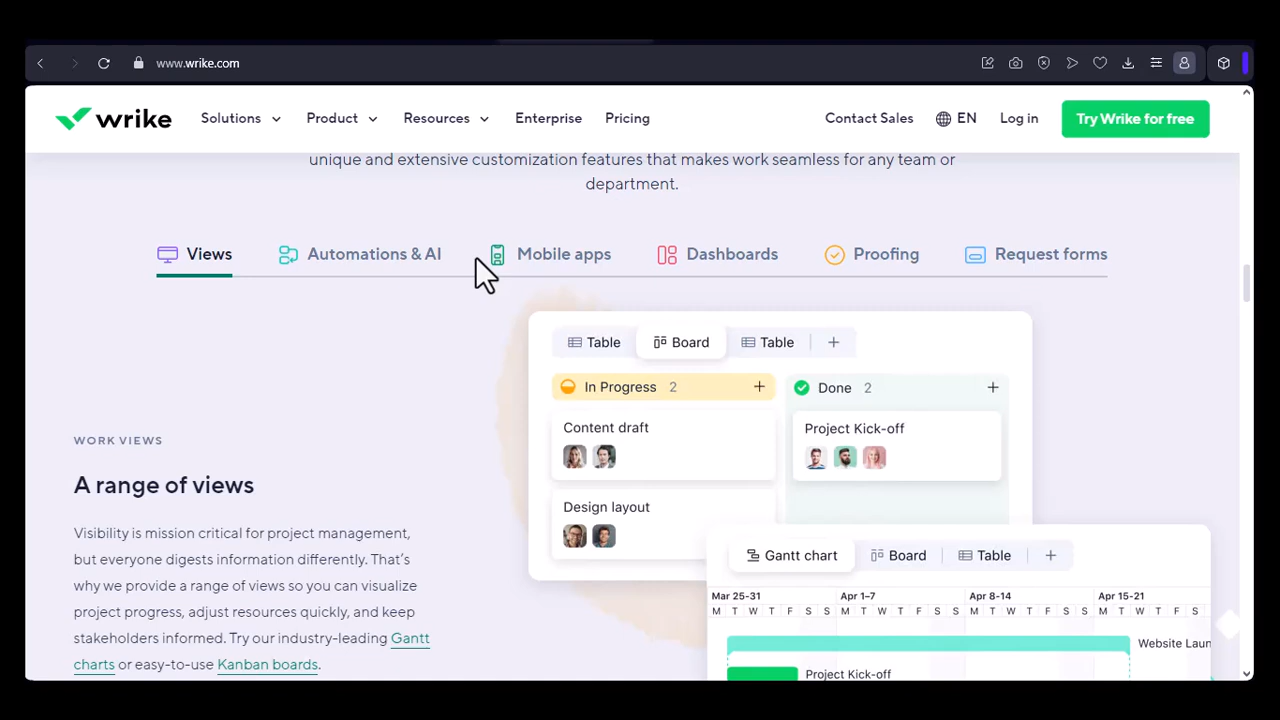 www.wrike.com
wrike Solutions Product Resources Enterprise Pricing Contact Sales EN Log in Try Wrike for free
unique and extensive customization features that makes work seamless for any team or
department.
Views Automations & AI Mobile apps Dashboards Proofing Request forms
Table Board Table +
In Progress 2 + Done 2 +
Content draft
Project Kick-off
Design layout
WORK VIEWS
A range of views
Visibility is mission critical for project management,
but everyone digests information differently. That's
why we provide a range of views so you can visualize
project progress, adjust resources quickly, and keep
stakeholders informed. Try our industry-leading Gantt
charts or easy-to-use Kanban boards.
Gantt chart Board Table +
Mar 25-31 Apr 1-7 Apr 8-14 Apr 15-21
M T W T F S S M T W T F S S M T W T F S S M T W T F S
Website Laun
Project Kick-off